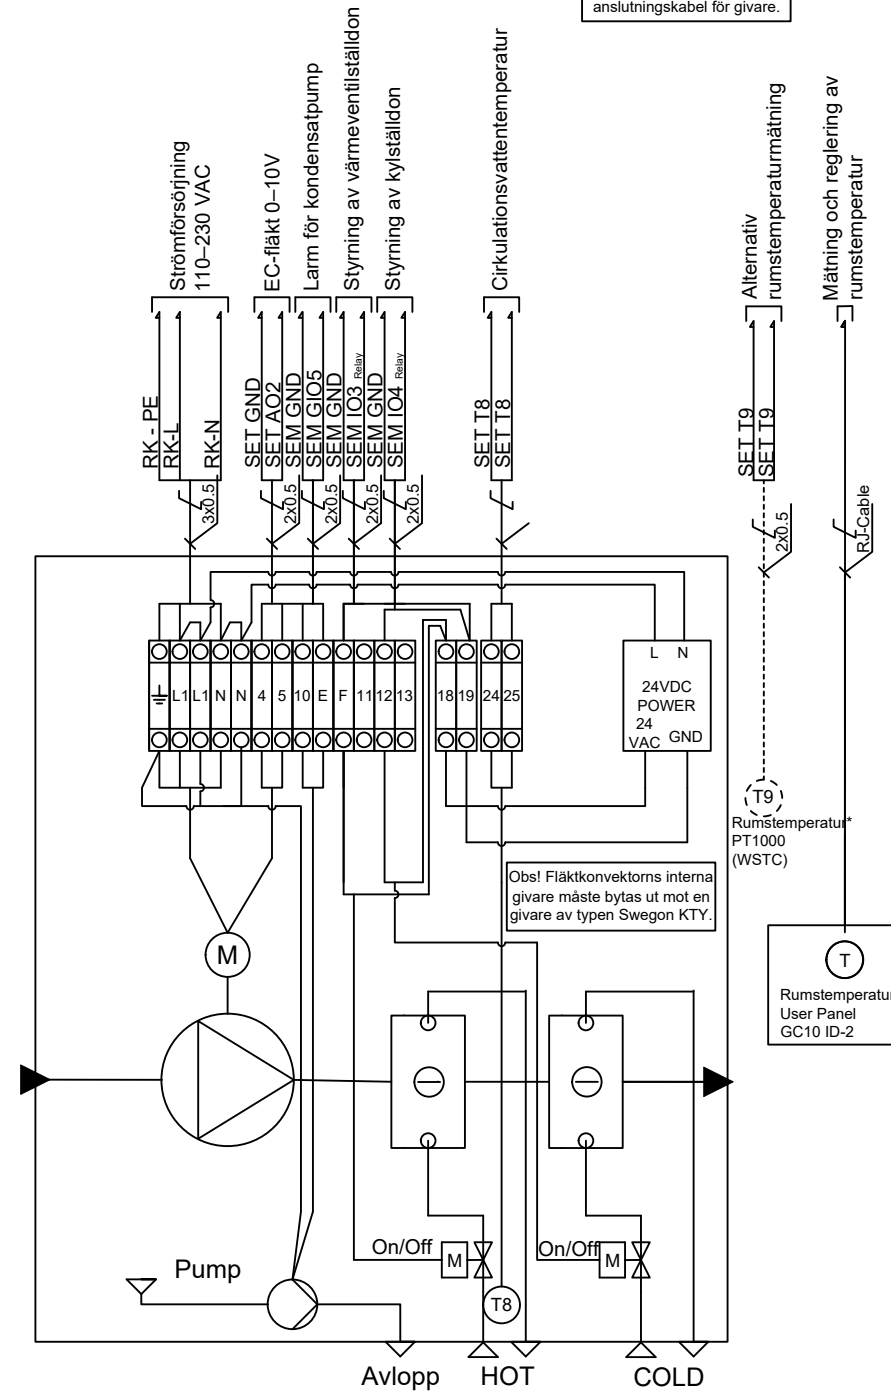 anslutningskabel för givare.
Strömförsörjning
110–230 VAC
EC-fläkt 0–10V
Larm för kondensatpump
Styrning av värmeventilställdon
Styrning av kylställdon
Cirkulationsvattentemperatur
Alternativ
rumstemperaturmätning
Mätning och reglering av
rumstemperatur
RK - PE
RK-L
RK-N
SET GND
SET AO2
SEM GND
SEM GIO5
SEM GND
SEM IO3 Relay
SEM GND
SEM IO4 Relay
SET T8
SET T8
SET T9
SET T9
3x0.5
2x0.5
2x0.5
2x0.5
2x0.5
2x0.5
RJ-Cable
L1 L1 N N 4 5 10 E F 11 12 13 18 19 24 25
L N
24VDC
POWER
24
VAC GND
T9
Rumstemperatur*
PT1000
(WSTC)
Obs! Fläktkonvektorns interna
givare måste bytas ut mot en
givare av typen Swegon KTY.
M
T
Rumstemperatur
User Panel
GC10 ID-2
On/Off
M
On/Off
M
Pump
T8
Avlopp
HOT
COLD